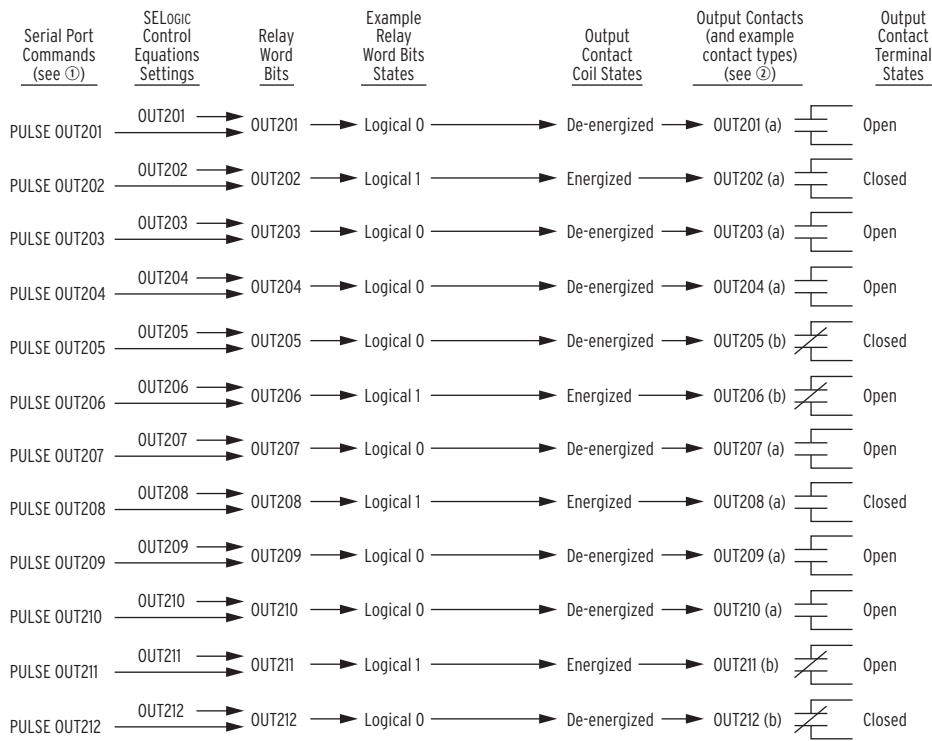 Serial Port Commands (see ①)
SELOGIC Control Equations Settings
Relay Word Bits
Example Relay Word Bits States
Output Contact Coil States
Output Contacts (and example contact types) (see ②)
Output Contact Terminal States
PULSE OUT201 OUT201 OUT201 Logical 0 De-energized OUT201 (a) Open
PULSE OUT202 OUT202 OUT202 Logical 1 Energized OUT202 (a) Closed
PULSE OUT203 OUT203 OUT203 Logical 0 De-energized OUT203 (a) Open
PULSE OUT204 OUT204 OUT204 Logical 0 De-energized OUT204 (a) Open
PULSE OUT205 OUT205 OUT205 Logical 0 De-energized OUT205 (b) Closed
PULSE OUT206 OUT206 OUT206 Logical 1 Energized OUT206 (b) Open
PULSE OUT207 OUT207 OUT207 Logical 0 De-energized OUT207 (a) Open
PULSE OUT208 OUT208 OUT208 Logical 1 Energized OUT208 (a) Closed
PULSE OUT209 OUT209 OUT209 Logical 0 De-energized OUT209 (a) Open
PULSE OUT210 OUT210 OUT210 Logical 0 De-energized OUT210 (a) Open
PULSE OUT211 OUT211 OUT211 Logical 1 Energized OUT211 (b) Open
PULSE OUT212 OUT212 OUT212 Logical 0 De-energized OUT212 (b) Closed